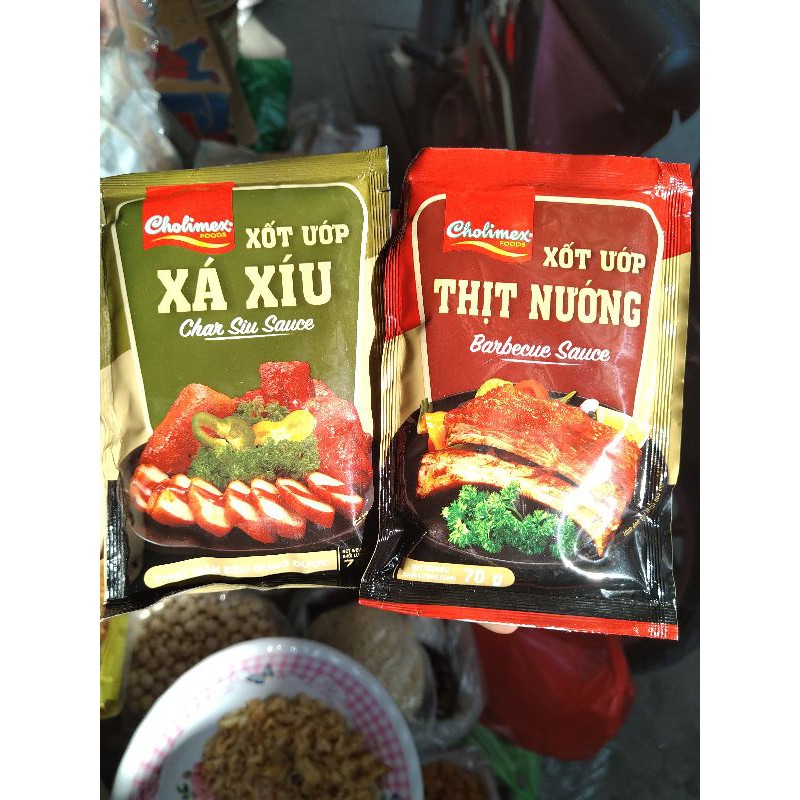 Cholimex
FOODS
XỐT ƯỚP
XÁ XÍU
Char Siu Sauce
Cholimex
FOODS
XỐT ƯỚP
THỊT NƯỚNG
Barbecue Sauce
70 g